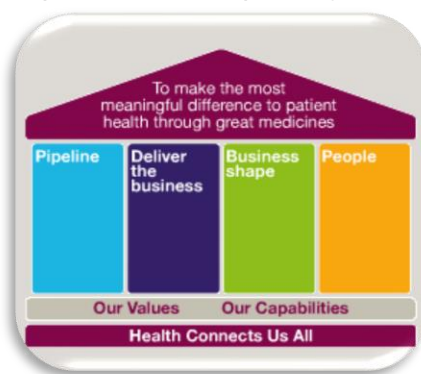 To make the most
meaningful difference to patient
health through great medicines
Pipeline
Deliver
the
business
Business
shape
People
Our Values Our Capabilities
Health Connects Us All